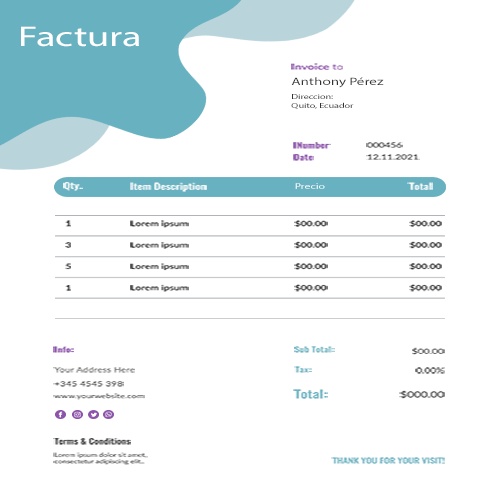 Factura
Invoice to
Anthony Pérez
Direccion:
Quito, Ecuador
Number 000456
Date 12.11.2021
Qty. Item Description Precio Total
1 Lorem ipsum $00.00 $00.00
3 Lorem ipsum $00.00 $00.00
5 Lorem ipsum $00.00 $00.00
1 Lorem ipsum $00.00 $00.00
Info:
Your Address Here
+345 4545 398
www.yourwebsite.com
Sub Total: $00.00
Tax: 0.00%
Total: $000.00
Terms & Conditions
Lorem ipsum dolor sit amet,
consectetur adipiscing elit,
THANK YOU FOR YOUR VISIT!